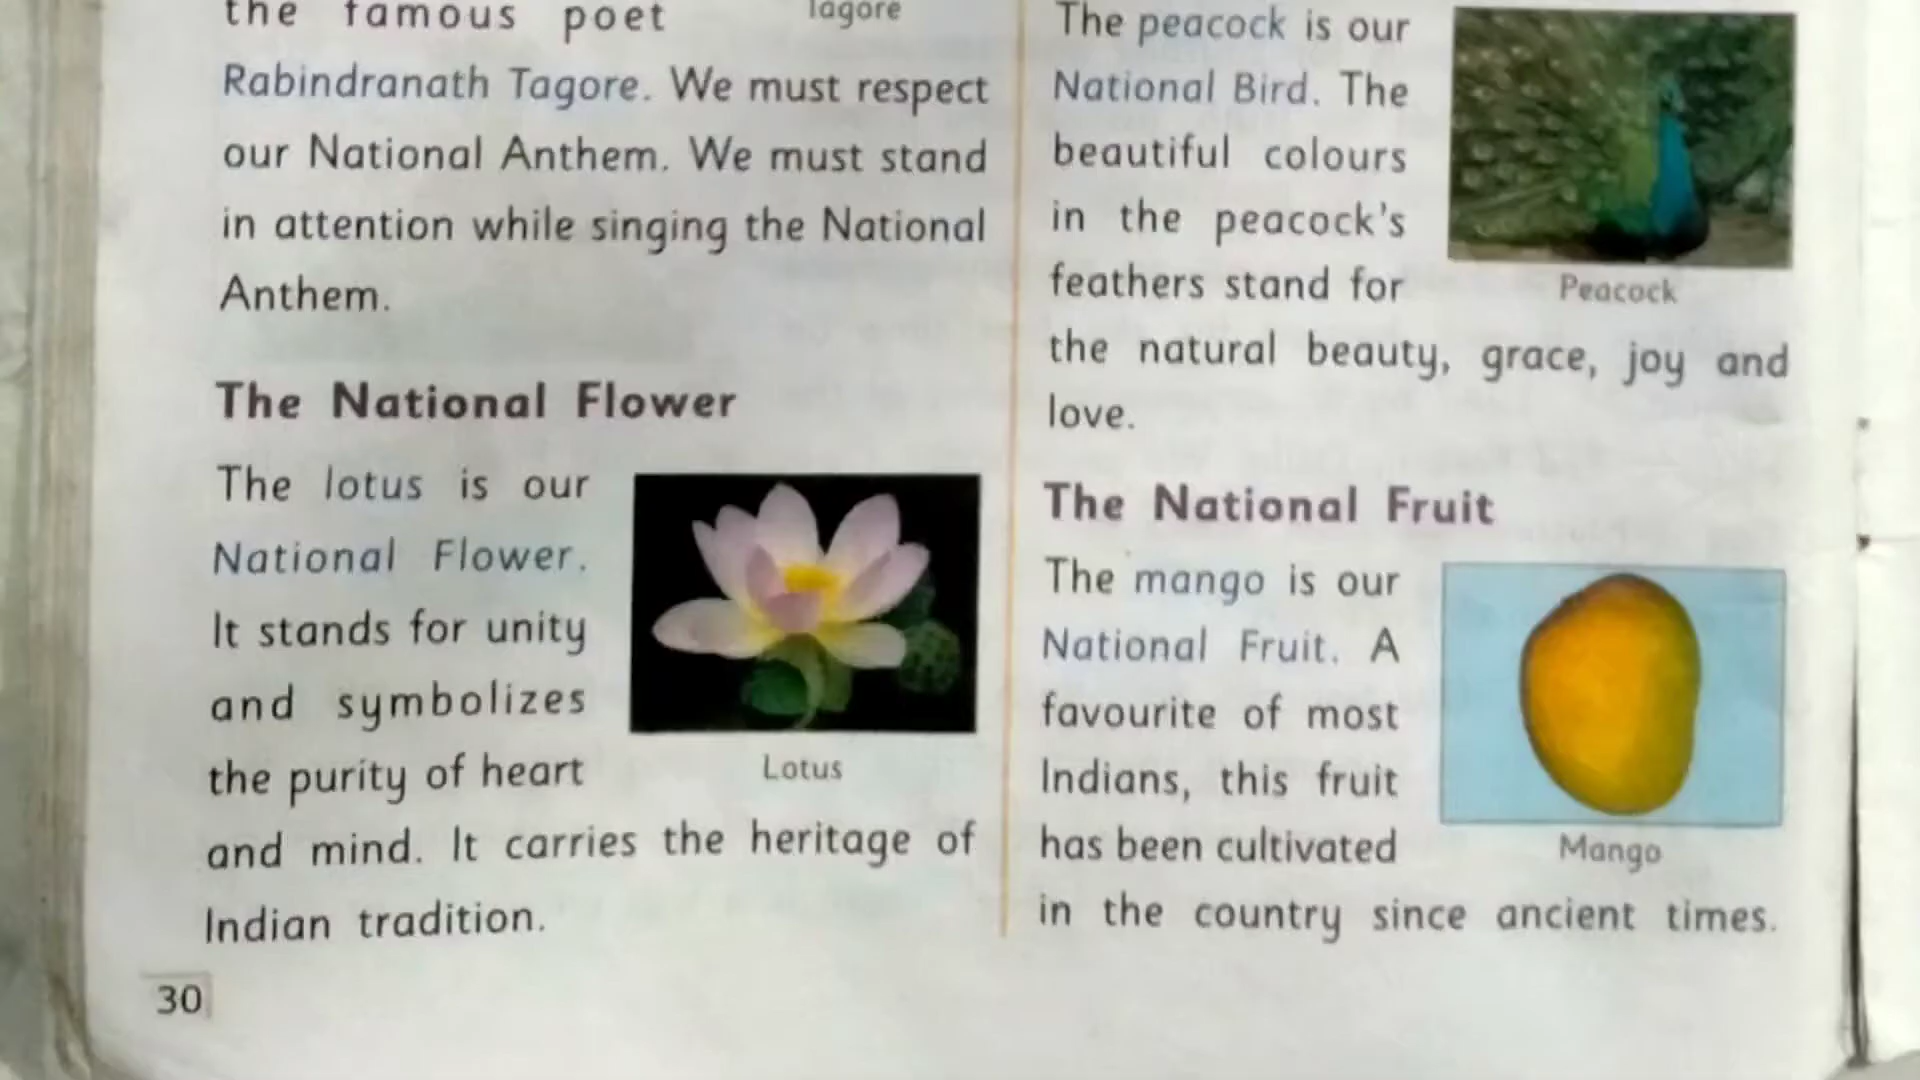 the famous poet
Tagore
Rabindranath Tagore. We must respect
our National Anthem. We must stand
in attention while singing the National
Anthem.
The National Flower
The lotus is our
National Flower.
It stands for unity
and symbolizes
the purity of heart
Lotus
and mind. It carries the heritage of
Indian tradition.
30
The peacock is our
National Bird. The
beautiful colours
in the peacock's
feathers stand for
Peacock
the natural beauty, grace, joy and
love.
The National Fruit
The mango is our
National Fruit. A
favourite of most
Indians, this fruit
has been cultivated
Mango
in the country since ancient times.